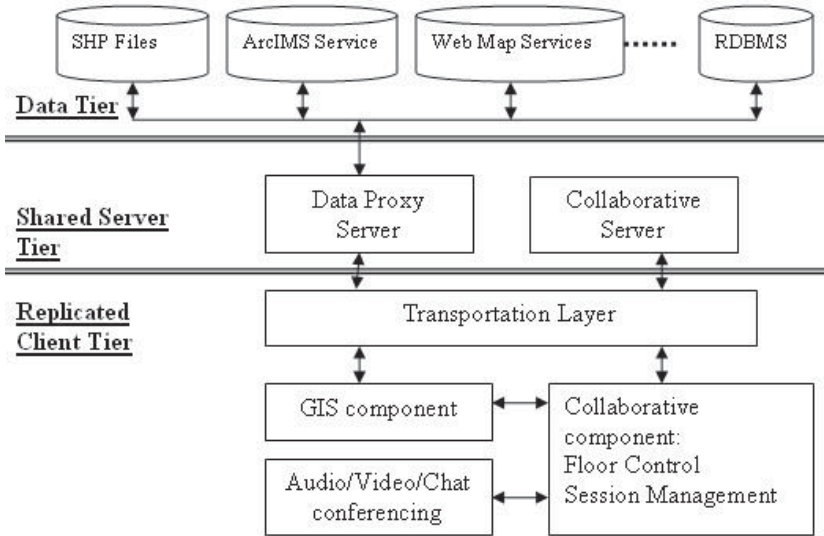 SHP Files
ArcIMS Service
Web Map Services
RDBMS
Data Tier
Shared Server
Tier
Data Proxy
Server
Collaborative
Server
Replicated
Client Tier
Transportation Layer
GIS component
Collaborative
component:
Floor Control
Session Management
Audio/Video/Chat
conferencing